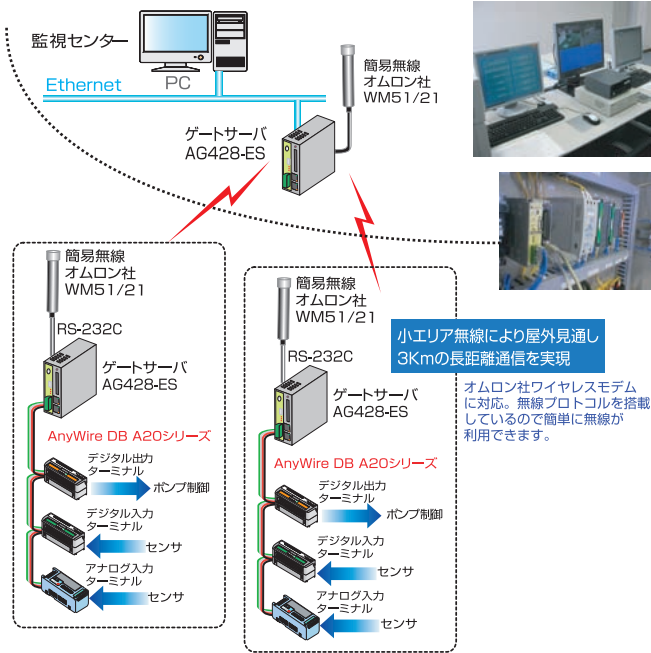 監視センター
PC
Ethernet
簡易無線
オムロン社
WM51/21
ゲートサーバ
AG428-ES
簡易無線
オムロン社
WM51/21
RS-232C
ゲートサーバ
AG428-ES
AnyWire DB A20シリーズ
デジタル出力
ターミナル
ポンプ制御
デジタル入力
ターミナル
センサ
アナログ入力
ターミナル
センサ
簡易無線
オムロン社
WM51/21
RS-232C
ゲートサーバ
AG428-ES
AnyWire DB A20シリーズ
デジタル出力
ターミナル
ポンプ制御
デジタル入力
ターミナル
センサ
アナログ入力
ターミナル
センサ
小エリア無線により屋外見通し
3Kmの長距離通信を実現
オムロン社ワイヤレスモデム
に対応。無線プロトコルを搭載
しているので簡単に無線が
利用できます。